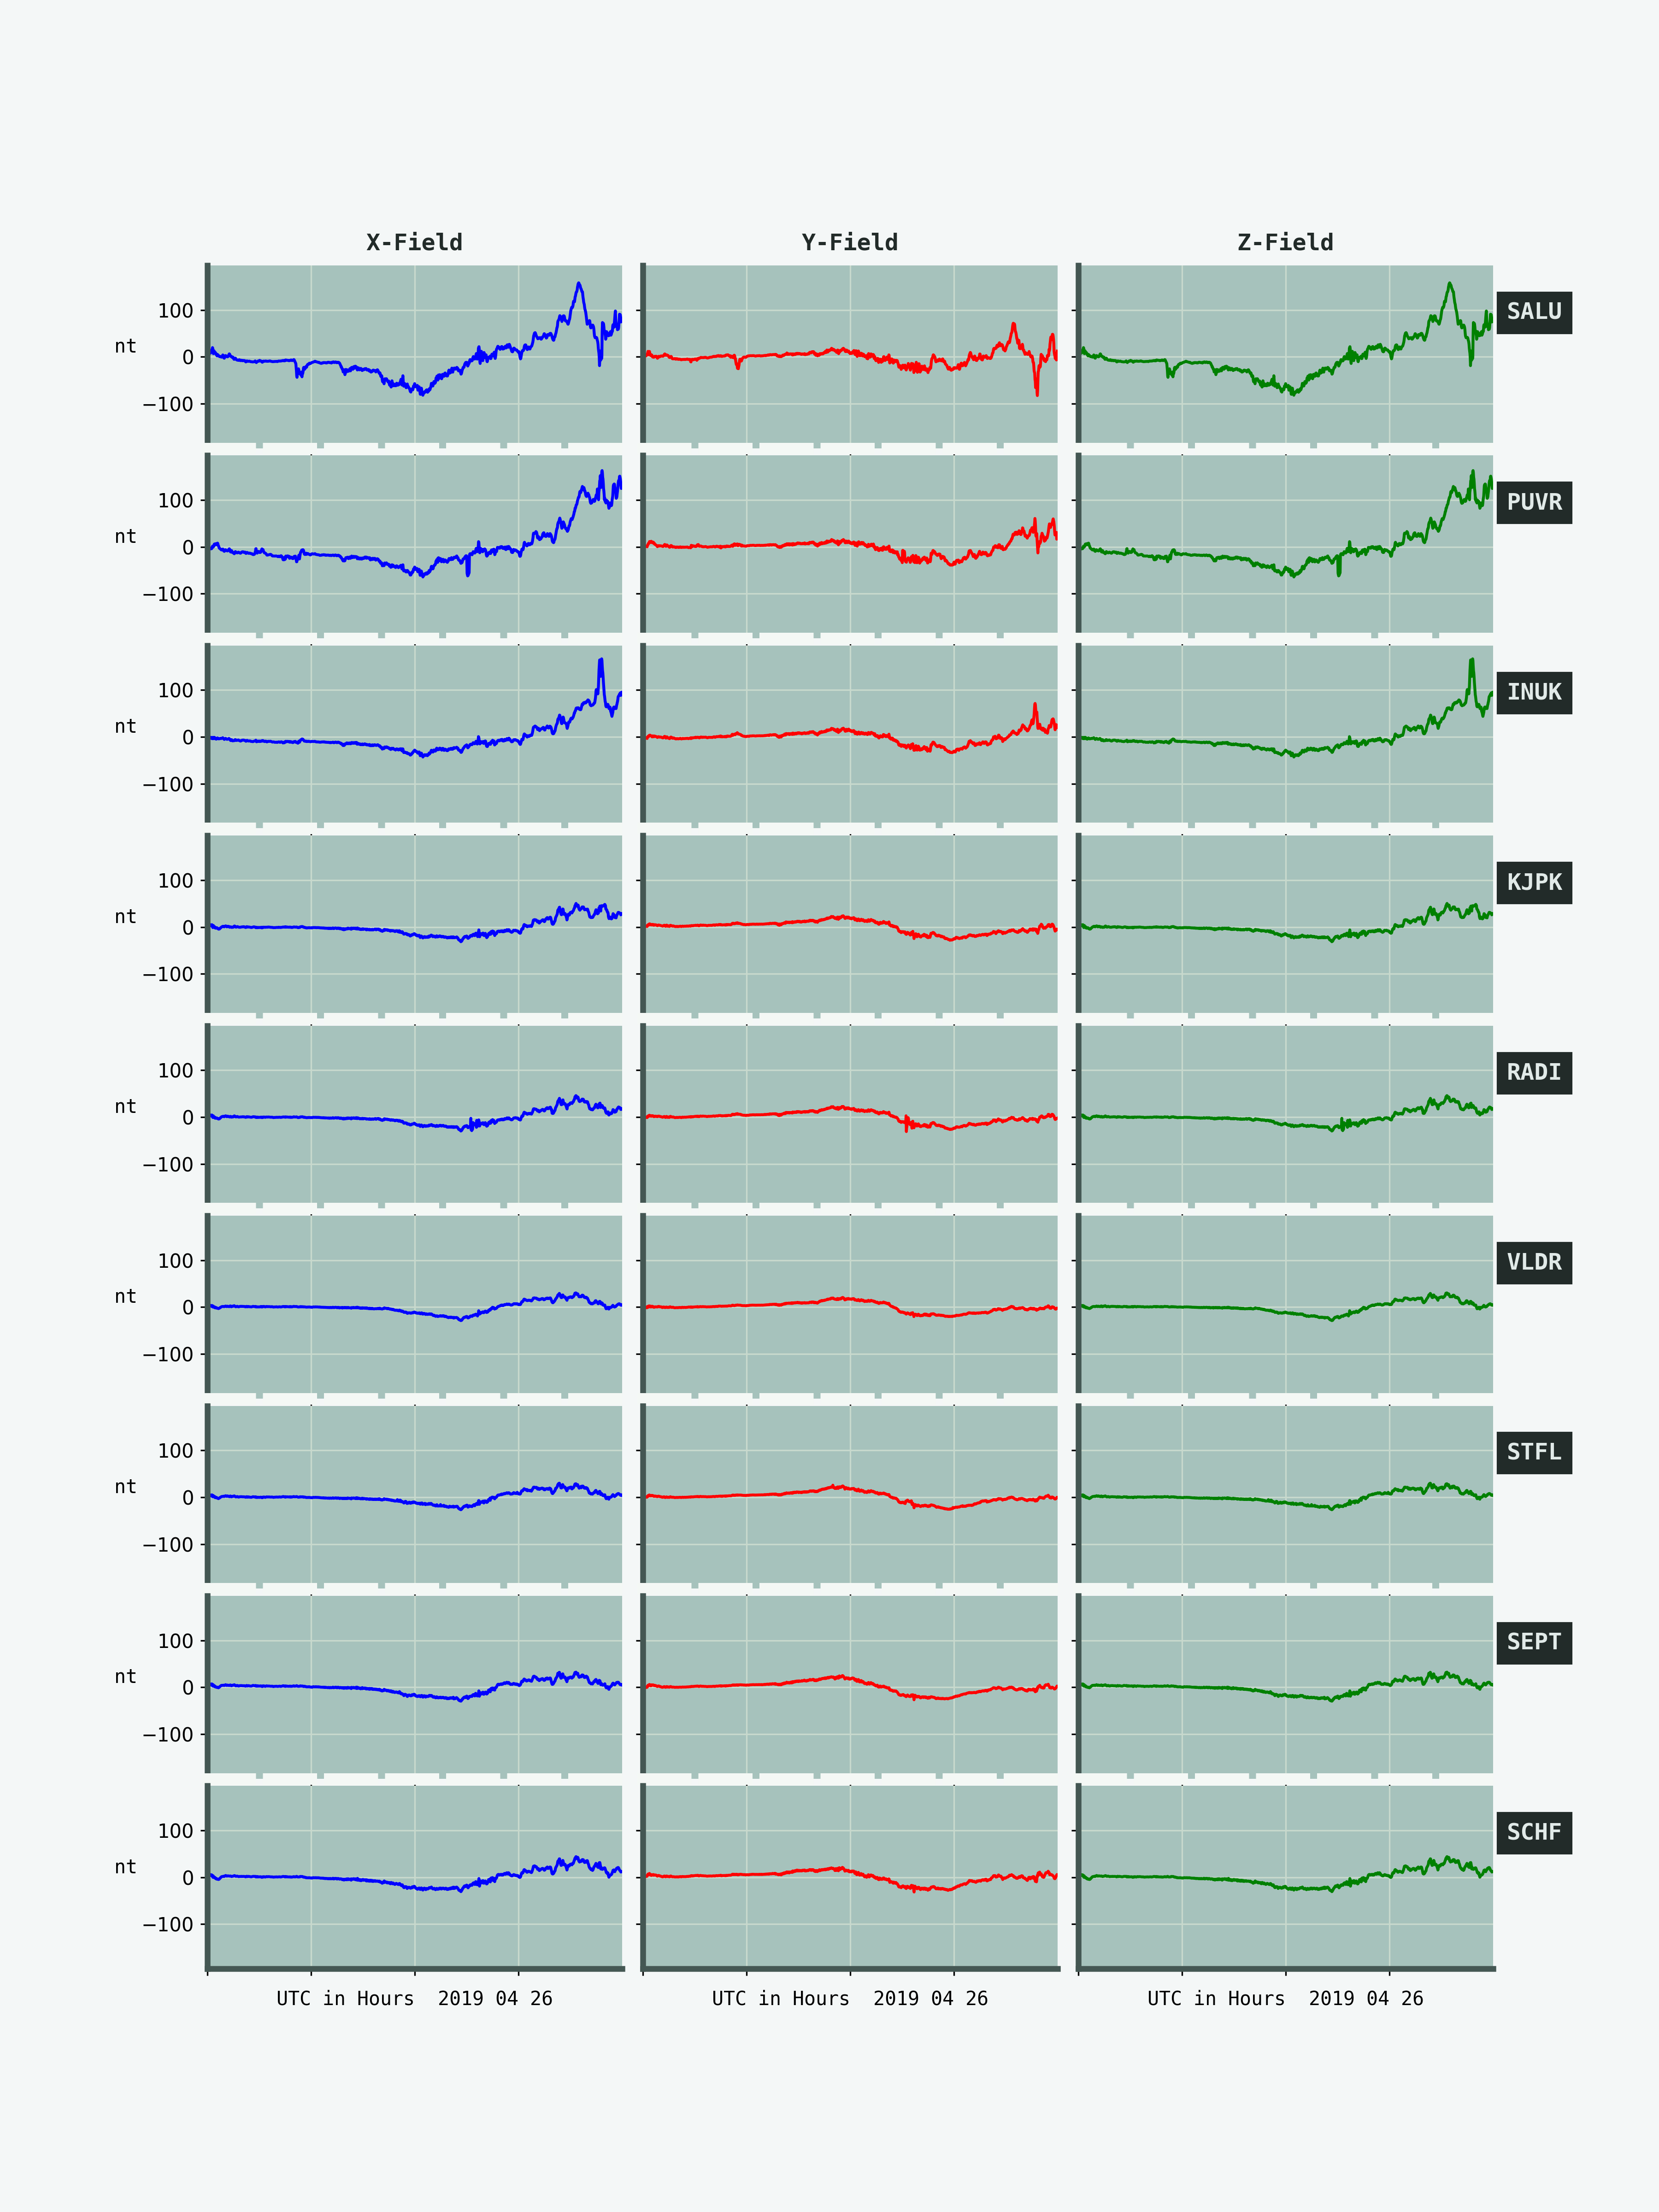 X-Field Y-Field Z-Field
100
nt
0
−100
SALU
100
nt
0
−100
PUVR
100
nt
0
−100
INUK
100
nt
0
−100
KJPK
100
nt
0
−100
RADI
100
nt
0
−100
VLDR
100
nt
0
−100
STFL
100
nt
0
−100
SEPT
100
nt
0
−100
SCHF
UTC in Hours  2019 04 26 UTC in Hours  2019 04 26 UTC in Hours  2019 04 26